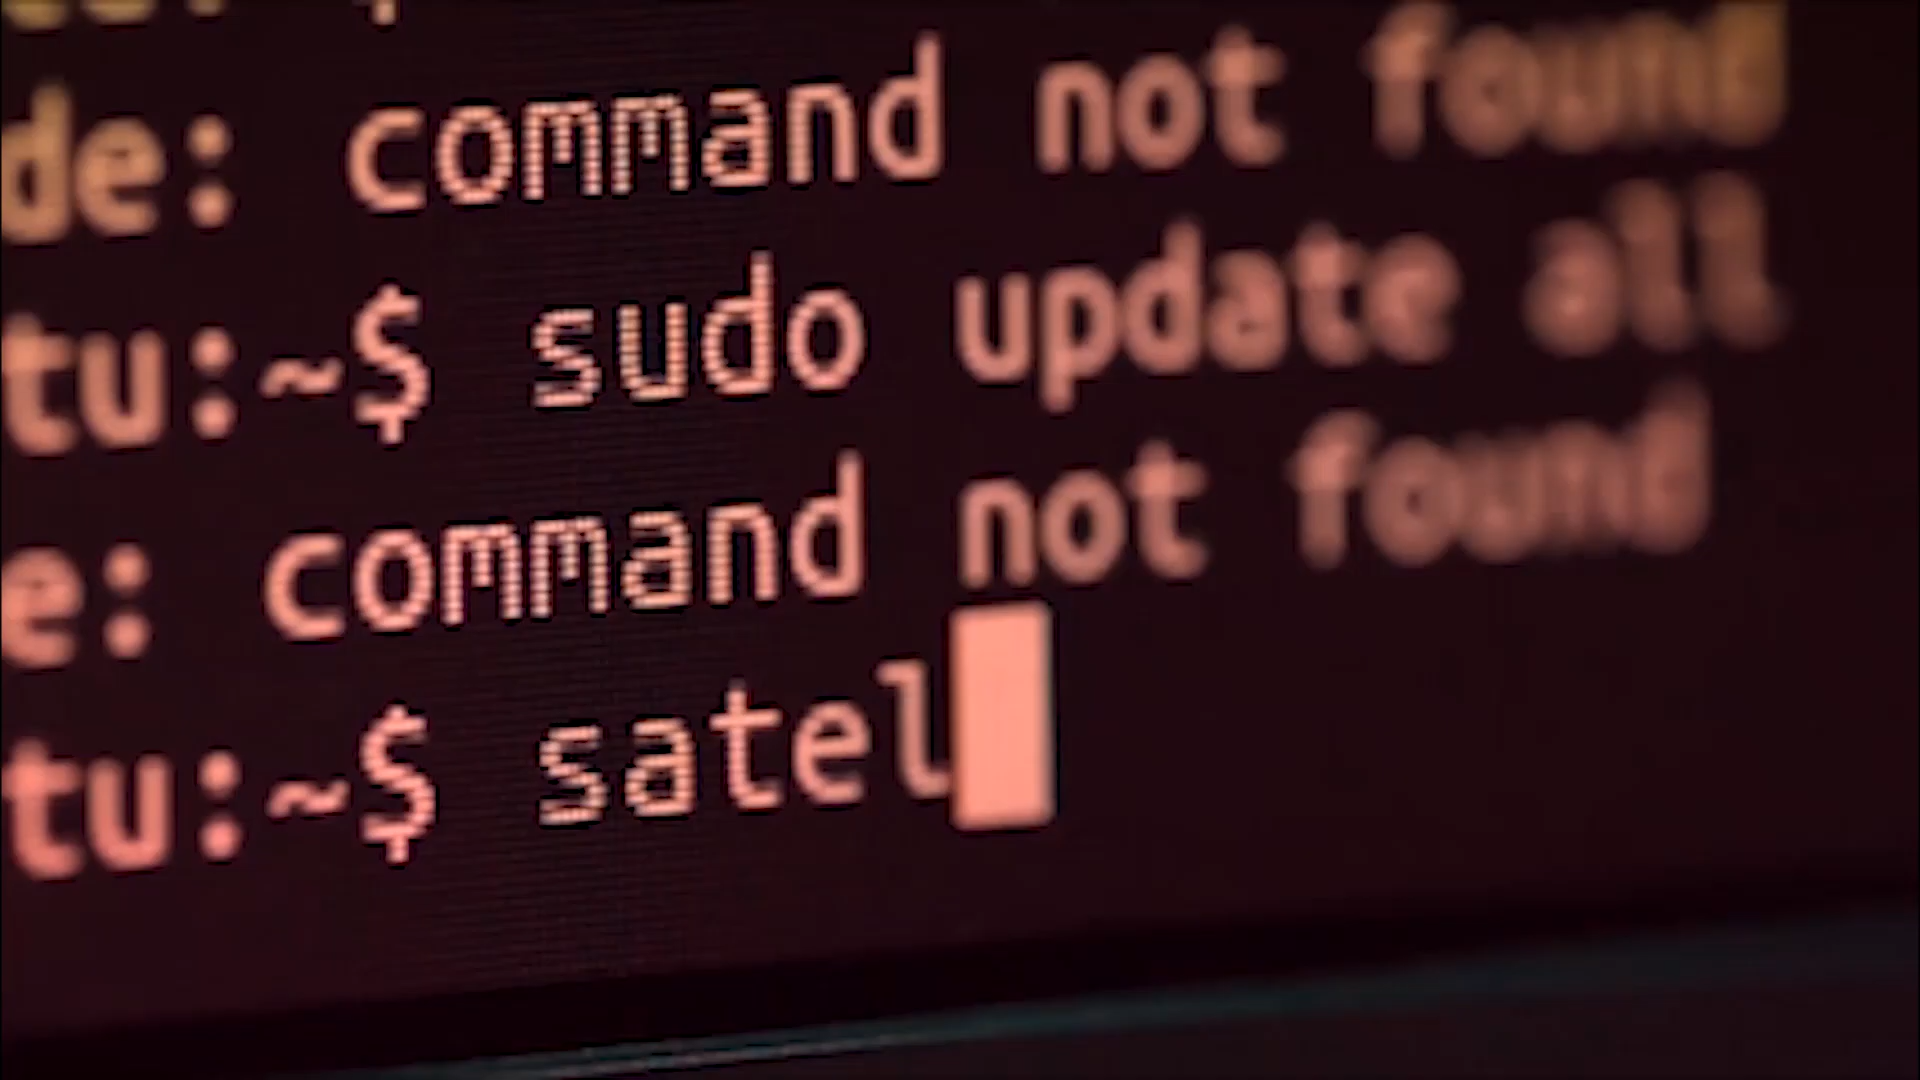 de: command not found
tu:~$ sudo update all
e: command not found
tu:~$ satel